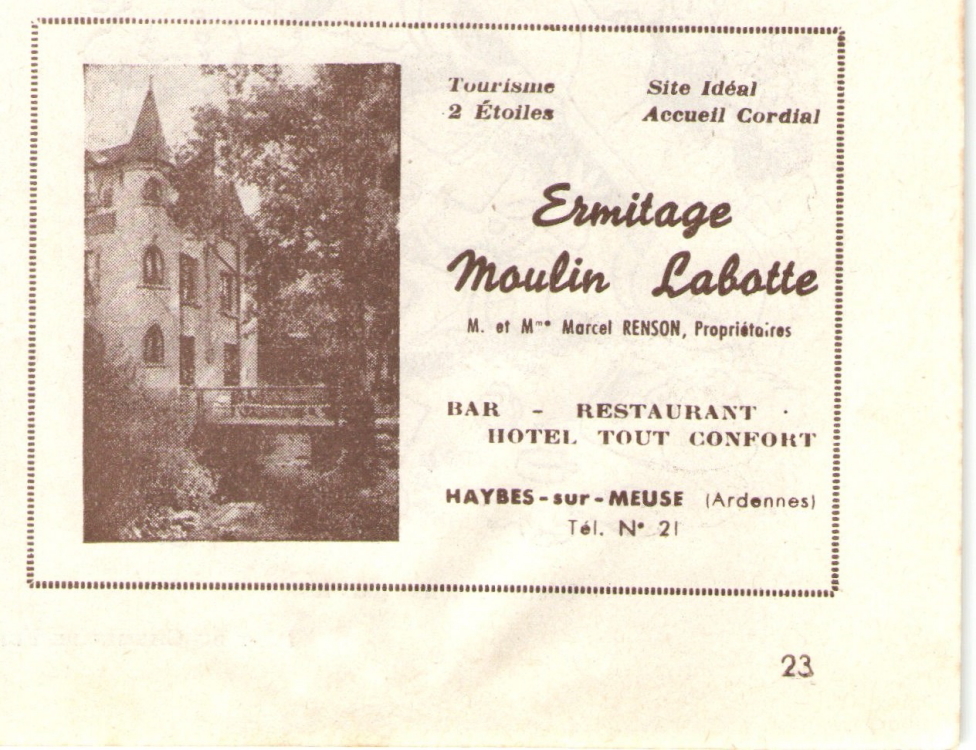 Tourisme Site Idéal
2 Étoiles Accueil Cordial
Ermitage
Moulin Labotte
M. et Mme Marcel RENSON, Propriétaires
BAR - RESTAURANT ·
HOTEL TOUT CONFORT
HAYBES-sur-MEUSE (Ardennes)
Tél. N° 21
23